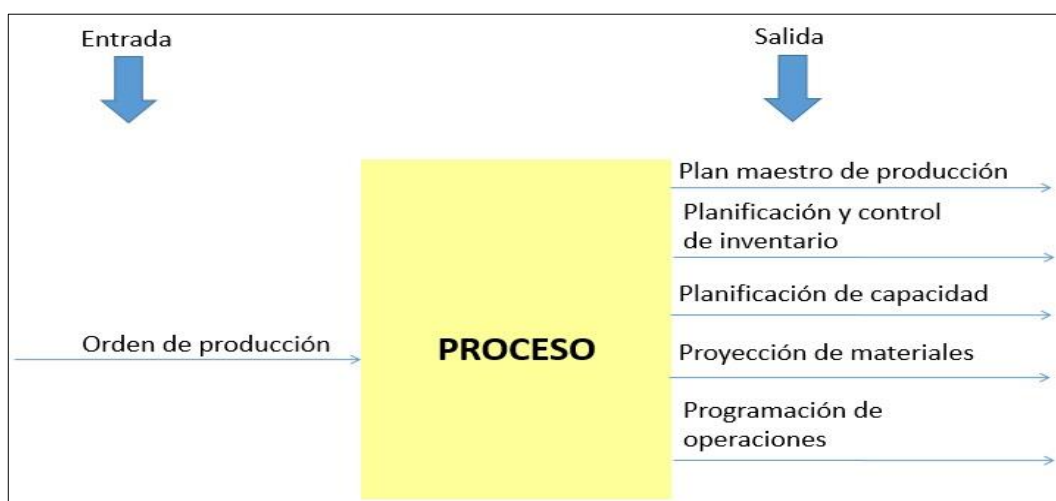 Entrada
Salida
Plan maestro de producción
Planificación y control
de inventario
Planificación de capacidad
Orden de producción
PROCESO
Proyección de materiales
Programación de
operaciones